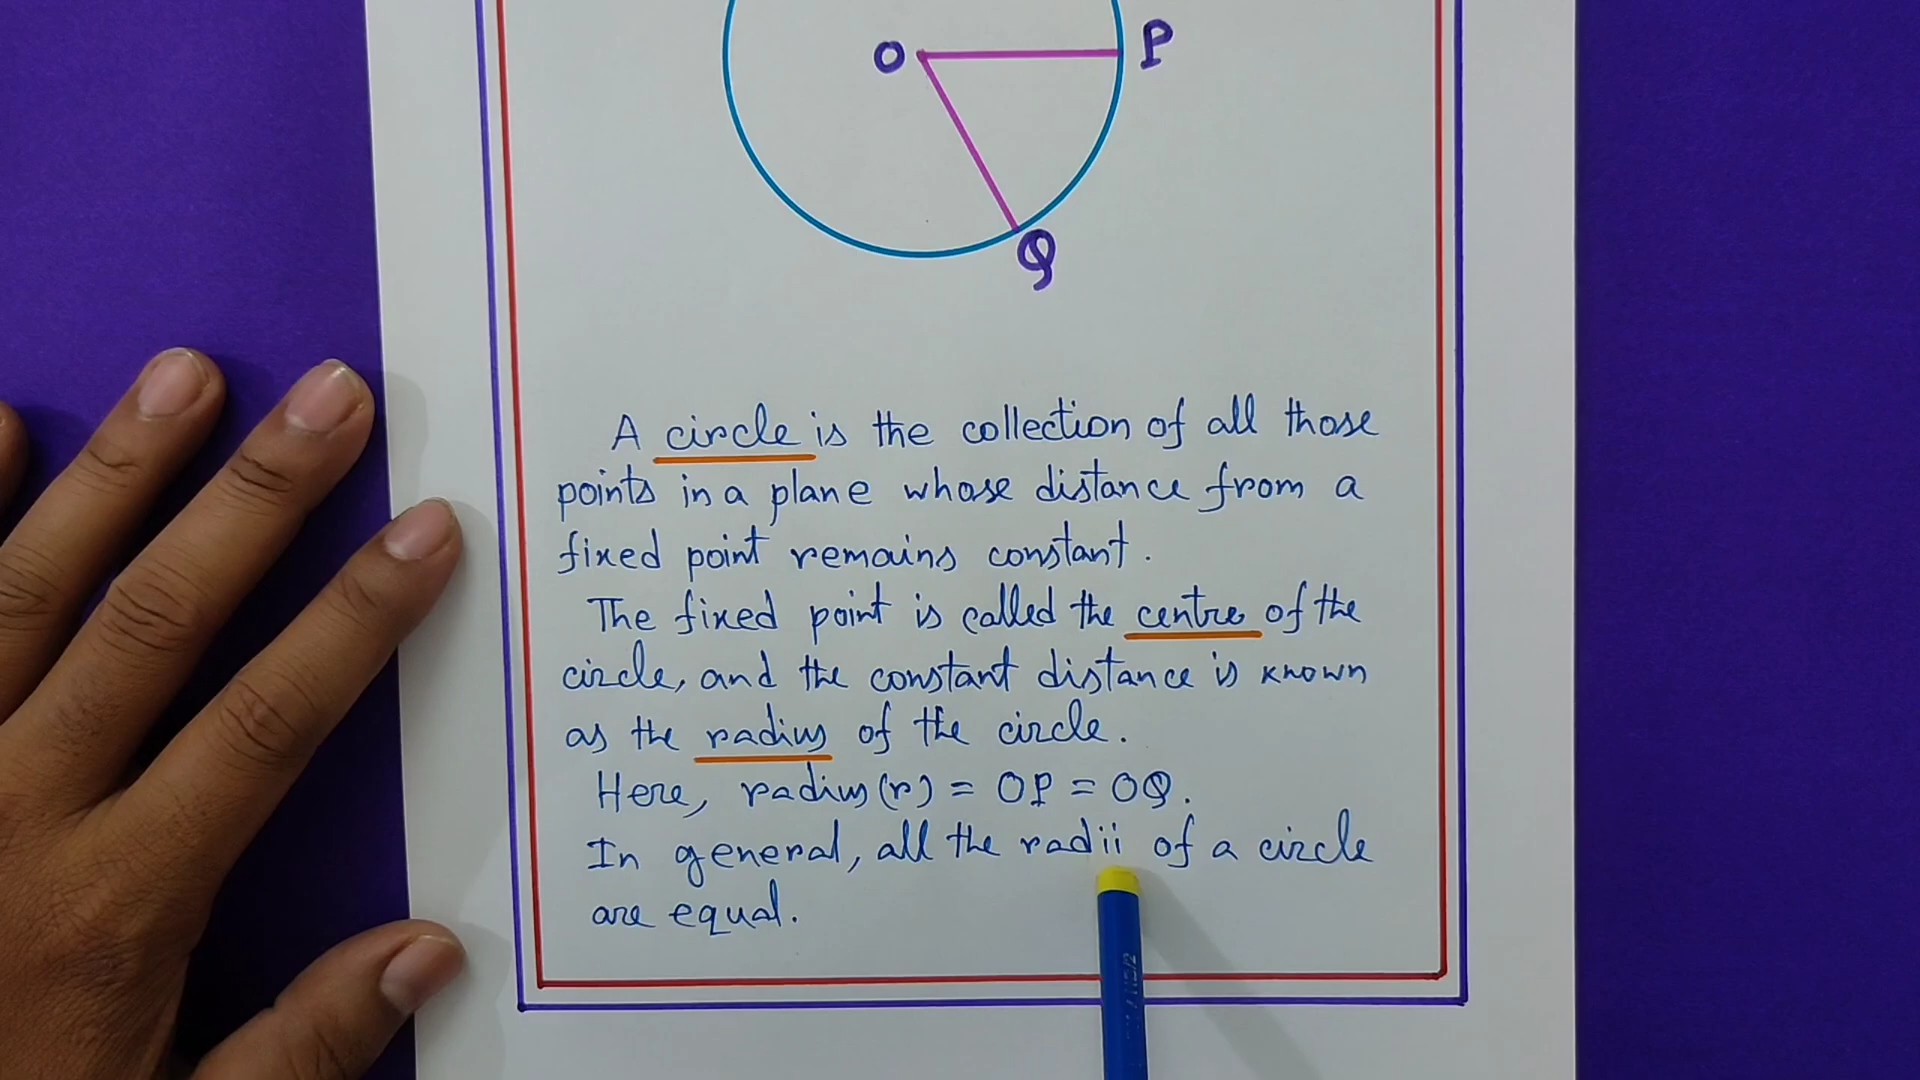 O P
Q
A circle is the collection of all those
points in a plane whose distance from a
fixed point remains constant.
The fixed point is called the centre of the
circle, and the constant distance is known
as the radius of the circle.
Here, radius (r) = OP = OQ.
In general, all the radii of a circle
are equal.